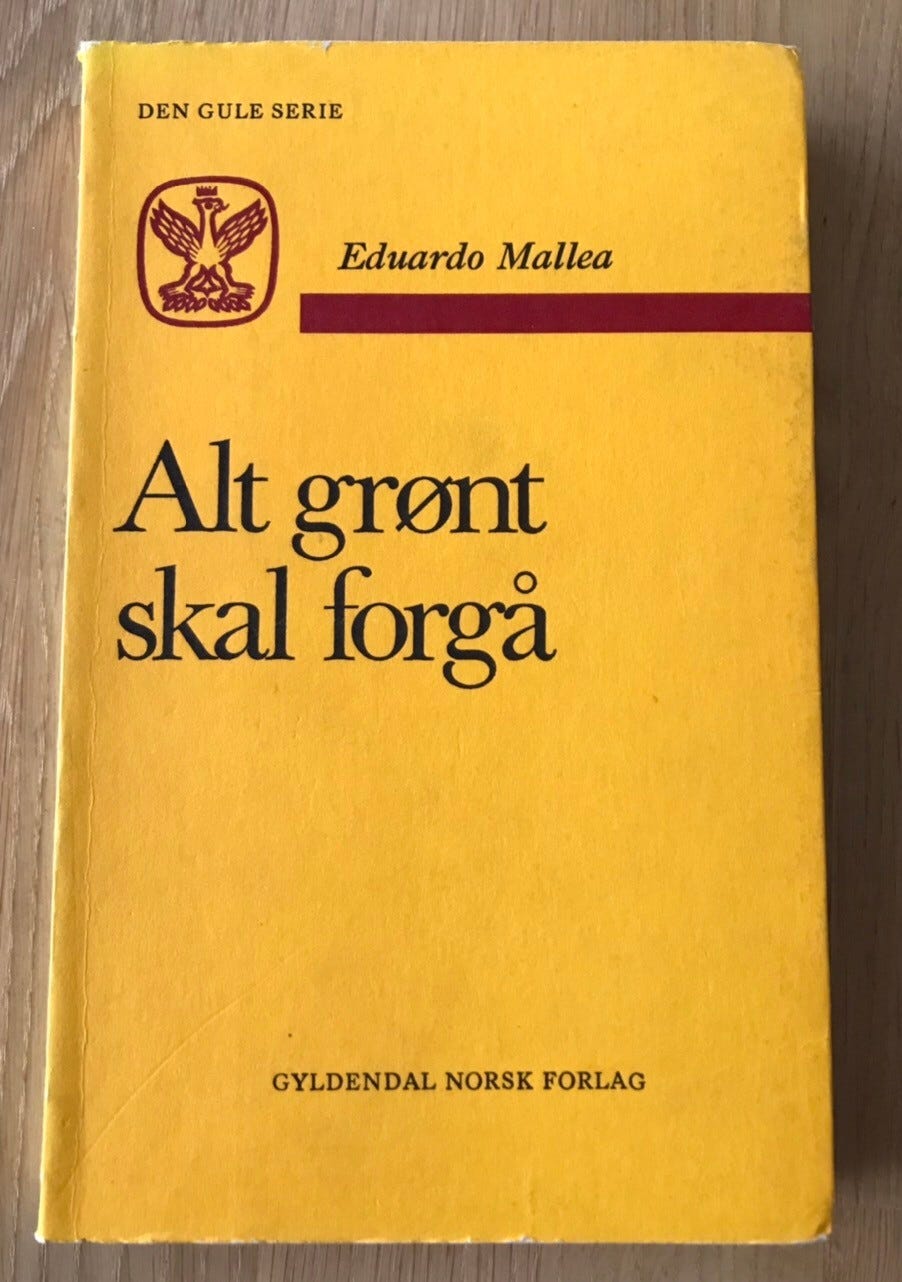 DEN GULE SERIE
Eduardo Mallea
Alt grønt
skal forgå
GYLDENDAL NORSK FORLAG